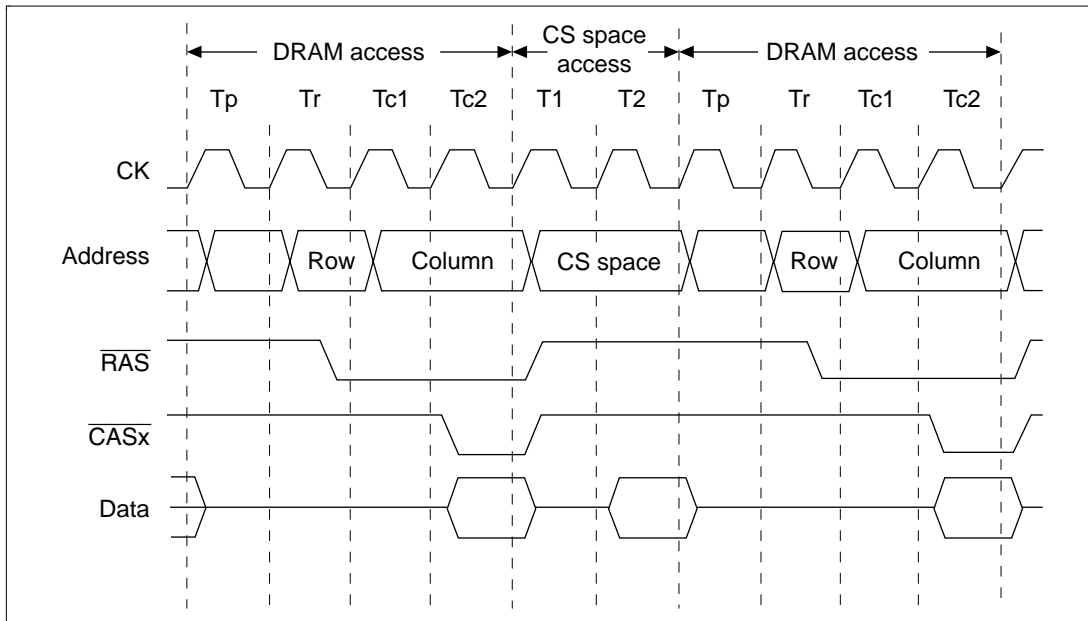 DRAM access
CS space
access
DRAM access
Tp Tr Tc1 Tc2 T1 T2 Tp Tr Tc1 Tc2
CK
Address
Row Column CS space Row Column
RAS
CASx
Data